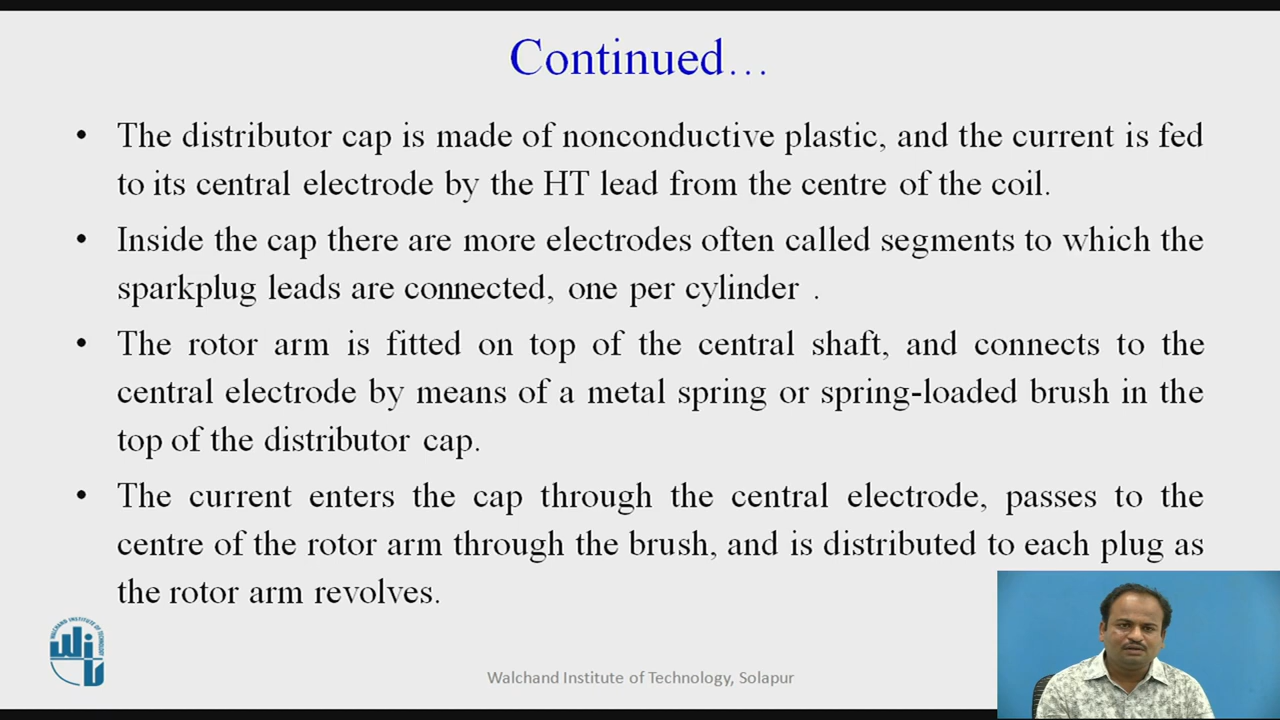 Continued…
• The distributor cap is made of nonconductive plastic, and the current is fed
to its central electrode by the HT lead from the centre of the coil.
• Inside the cap there are more electrodes often called segments to which the
sparkplug leads are connected, one per cylinder .
• The rotor arm is fitted on top of the central shaft, and connects to the
central electrode by means of a metal spring or spring-loaded brush in the
top of the distributor cap.
• The current enters the cap through the central electrode, passes to the
centre of the rotor arm through the brush, and is distributed to each plug as
the rotor arm revolves.
WALCHAND INSTITUTE OF TECHNOLOGY
Walchand Institute of Technology, Solapur